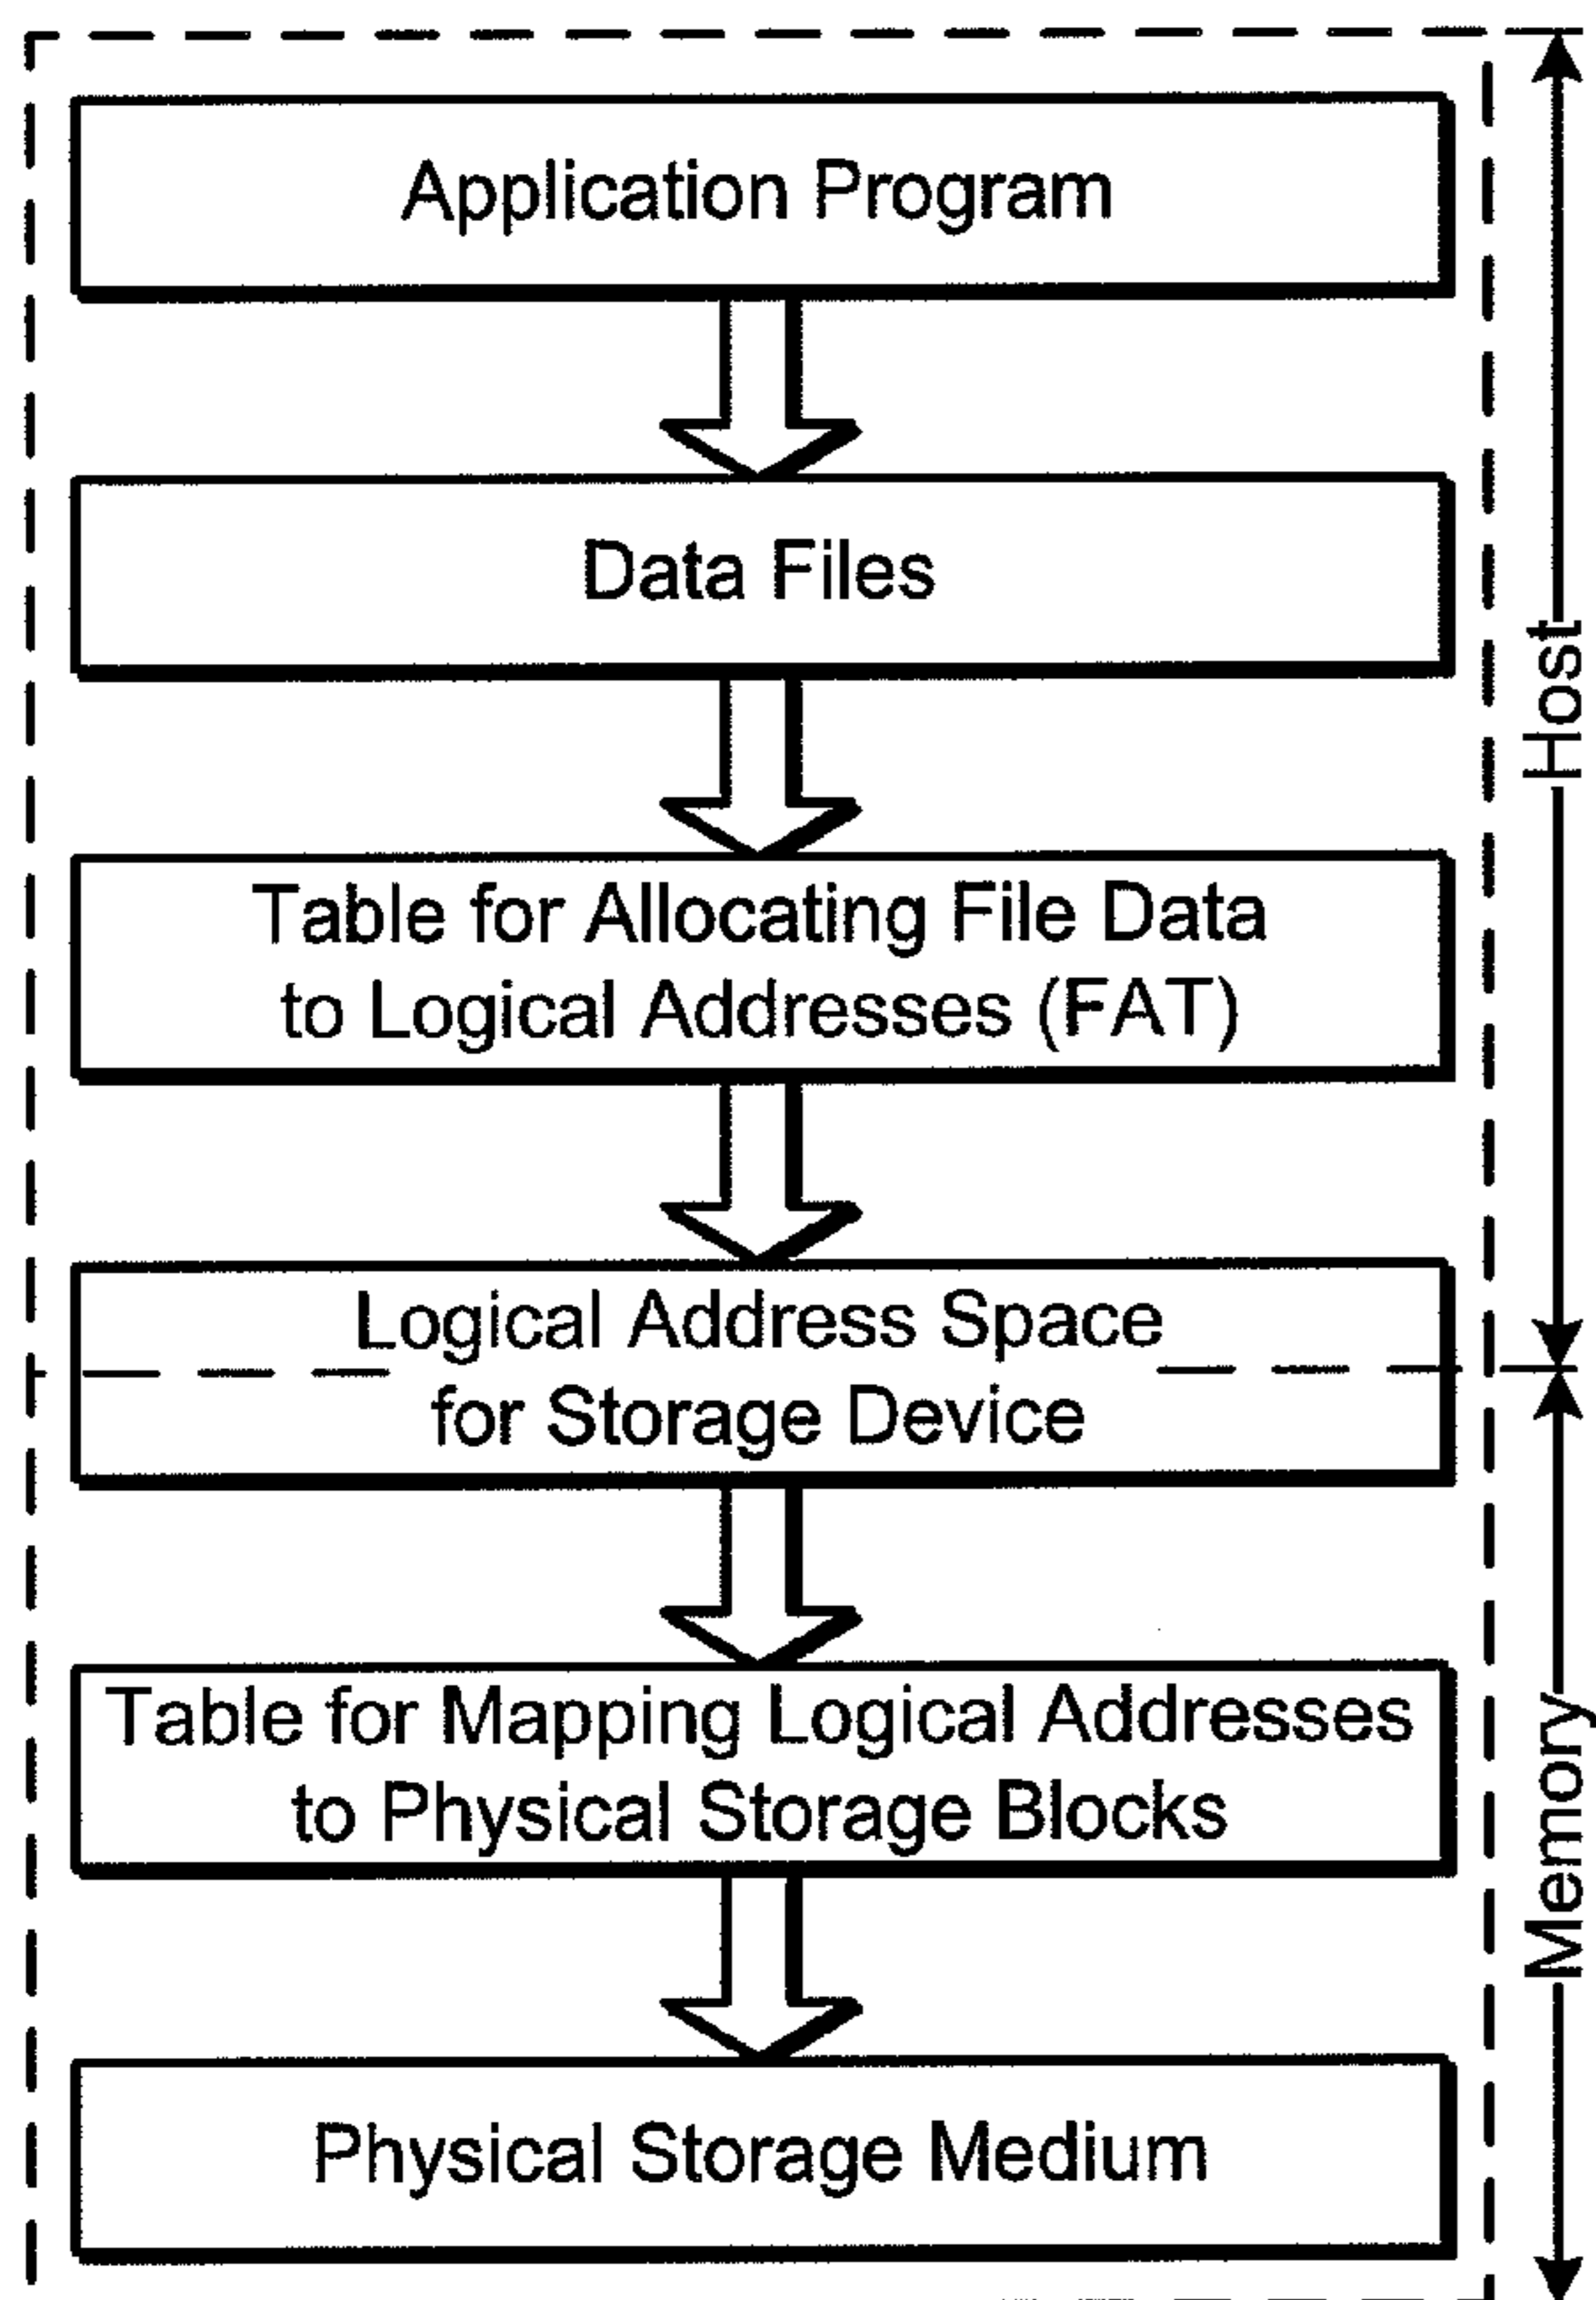 Application Program
Data Files
Table for Allocating File Data
to Logical Addresses (FAT)
Logical Address Space
for Storage Device
Table for Mapping Logical Addresses
to Physical Storage Blocks
Physical Storage Medium
Host
Memory